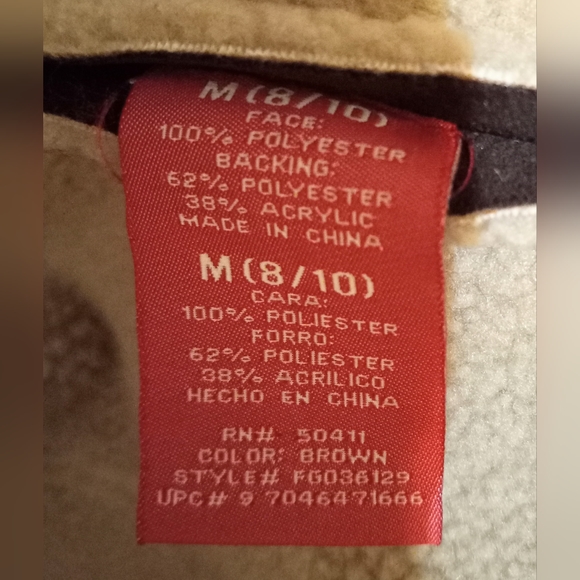 M(8/10)
FACE:
100% POLYESTER
BACKING:
62% POLYESTER
38% ACRYLIC
MADE IN CHINA
M(8/10)
CARA:
100% POLIESTER
FORRO:
62% POLIESTER
38% ACRILICO
HECHO EN CHINA
RN# 50411
COLOR: BROWN
STYLE# FG036129
UPC# 9 7046471666